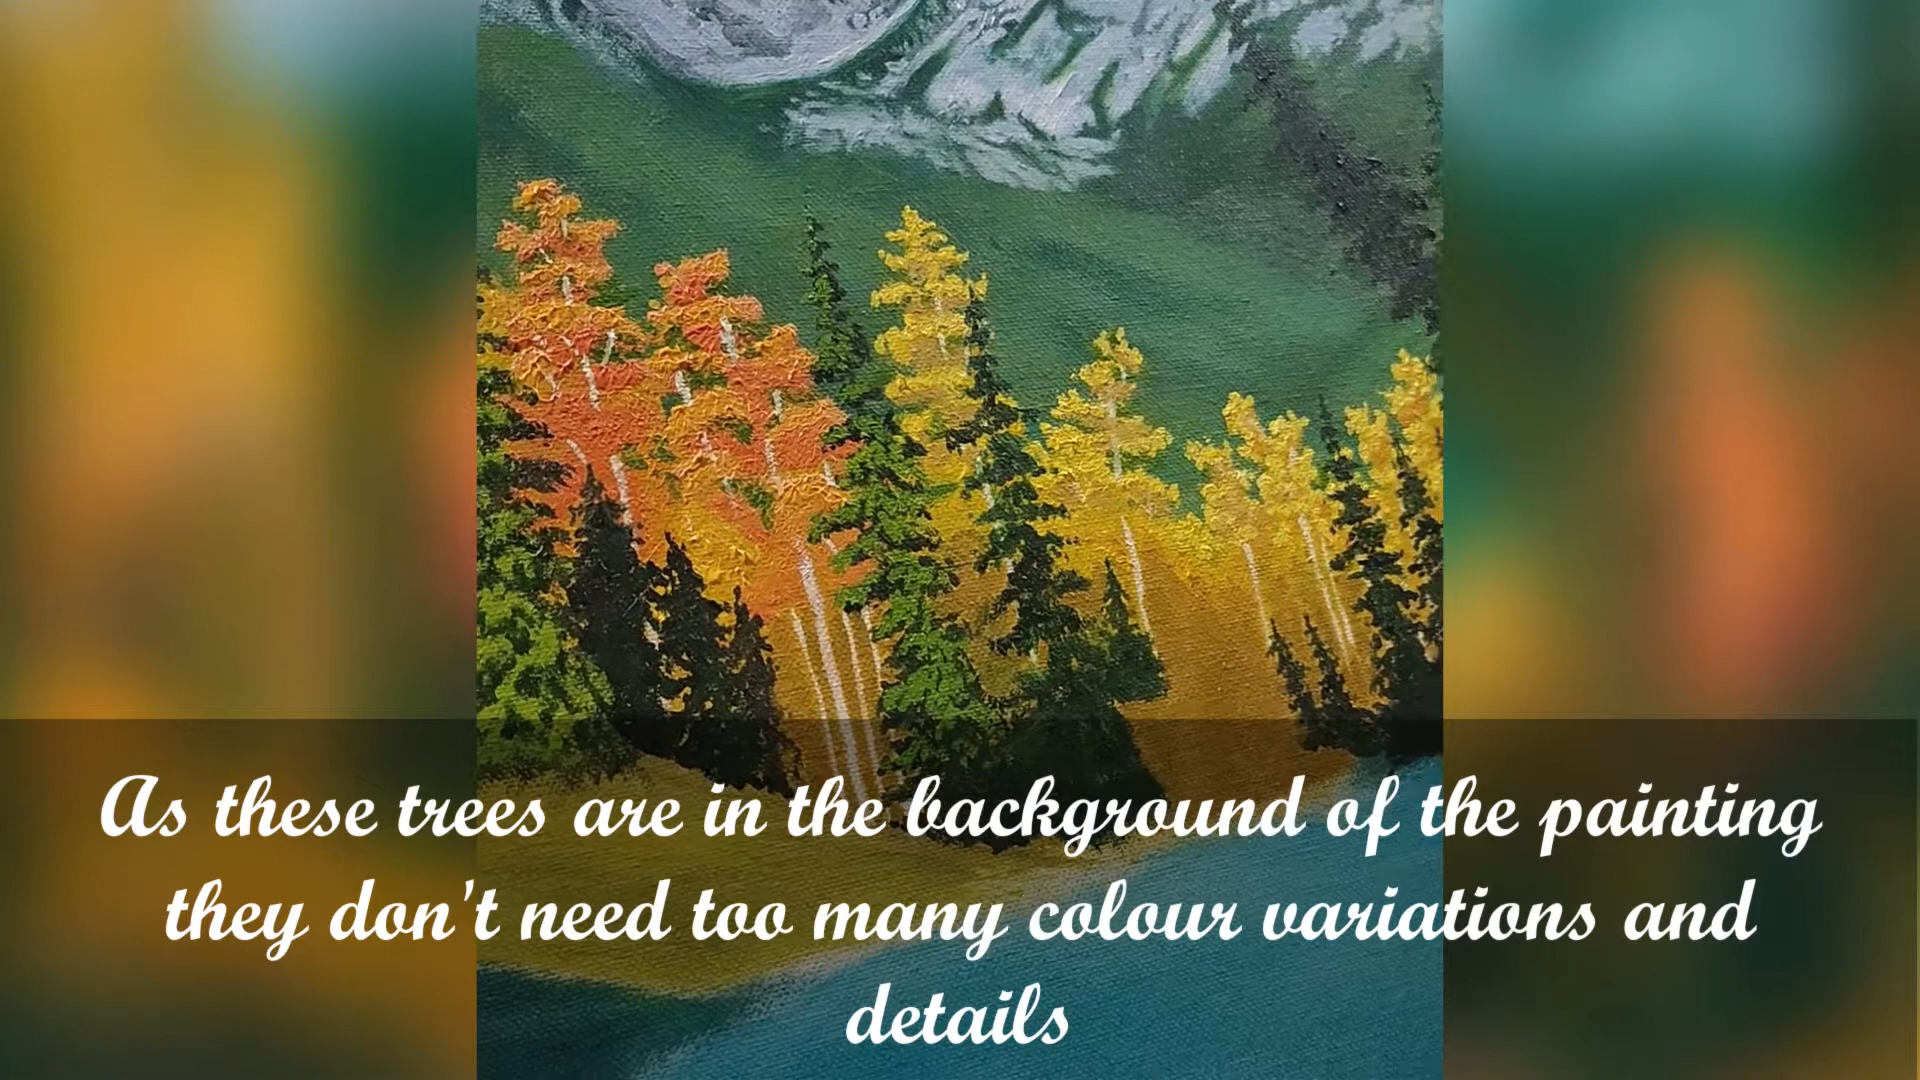 As these trees are in the background of the painting
they don't need too many colour variations and
details